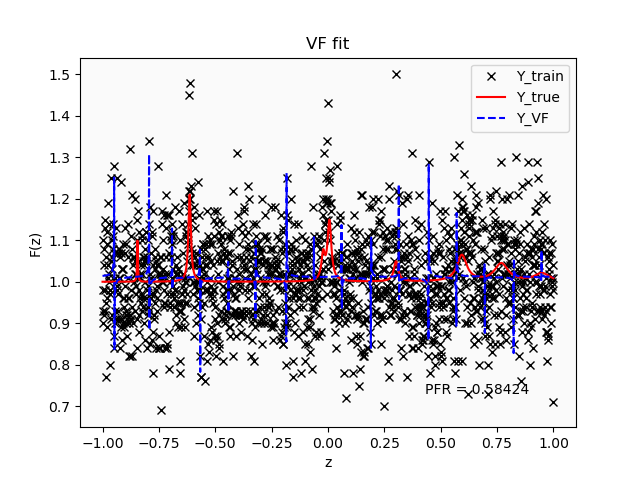 VF fit
1.5
1.4
1.3
1.2
1.1
1.0
0.9
0.8
0.7
F(z)
Y_train
Y_true
Y_VF
PFR = 0.58424
−1.00 −0.75 −0.50 −0.25 0.00 0.25 0.50 0.75 1.00
z